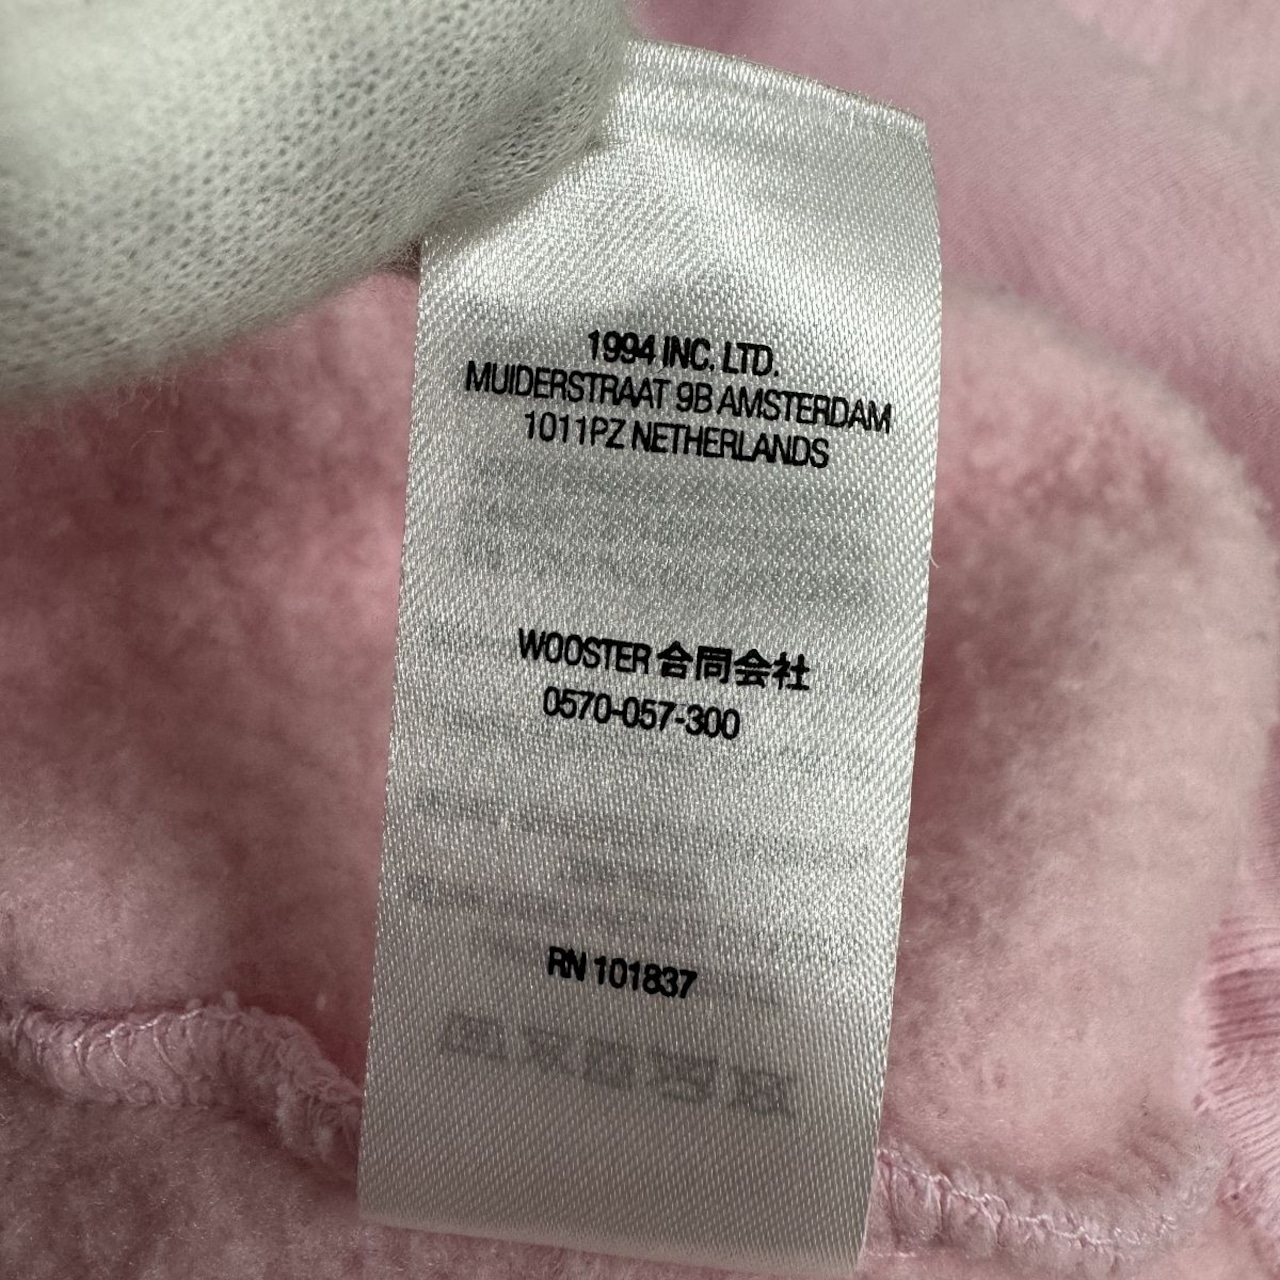 1994 INC. LTD.
MUIDERSTRAAT 9B AMSTERDAM
1011PZ NETHERLANDS
WOOSTER 合同会社
0570-057-300
RN 101837